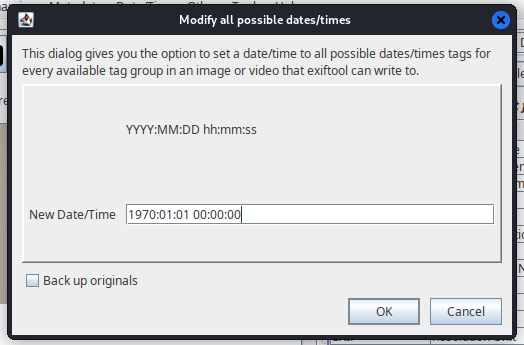 Modify all possible dates/times
This dialog gives you the option to set a date/time to all possible dates/times tags for
every available tag group in an image or video that exiftool can write to.
YYYY:MM:DD hh:mm:ss
New Date/Time 1970:01:01 00:00:00
Back up originals
OK Cancel